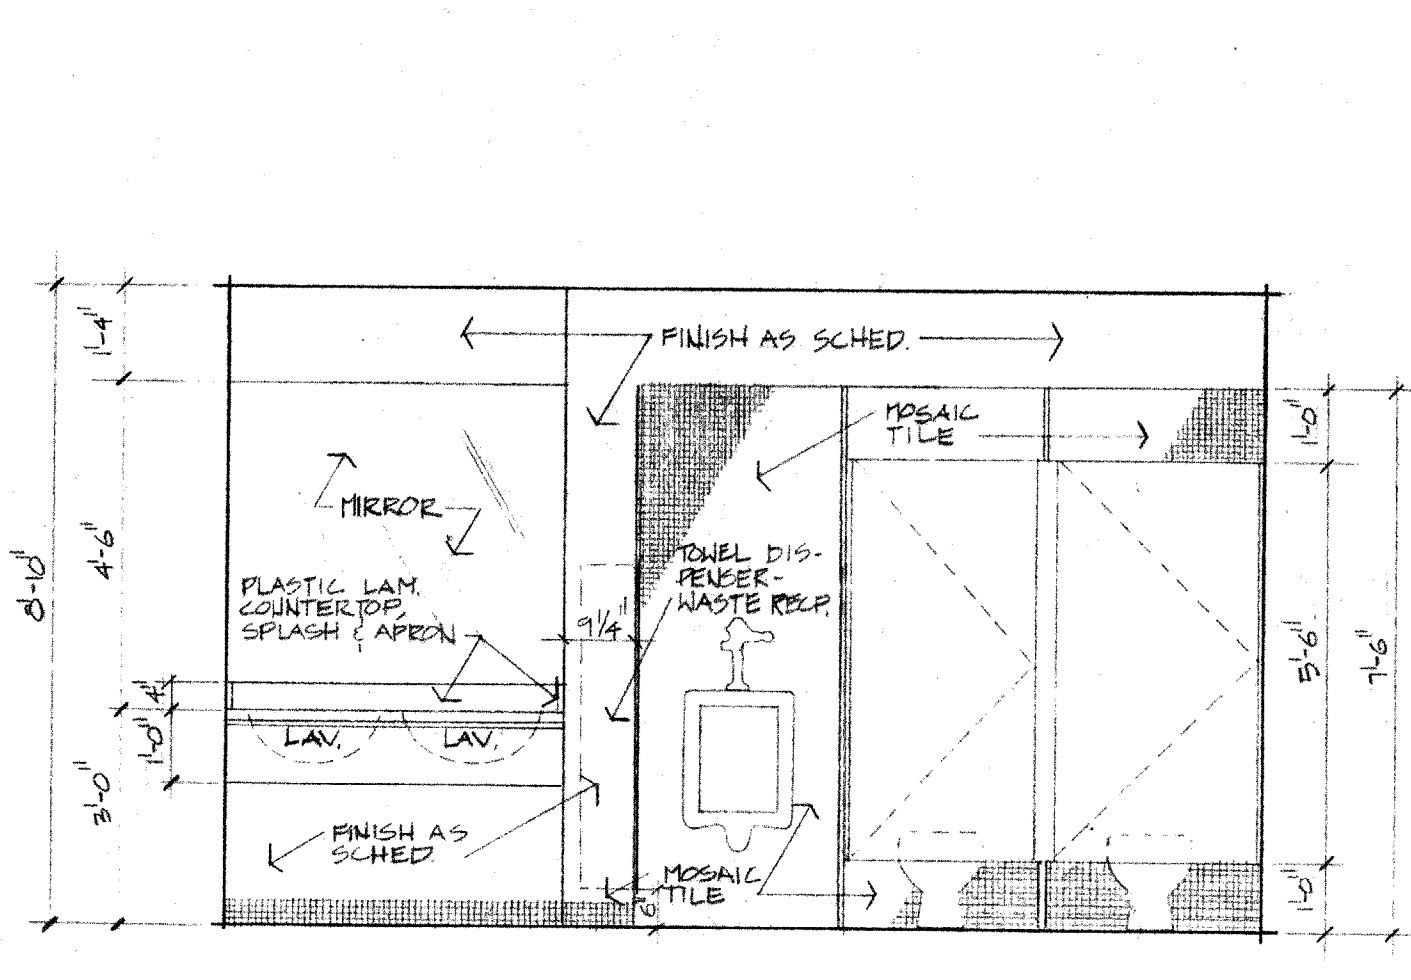 FINISH AS SCHED.
MOSAIC
TILE
MIRROR
TOWEL DIS-
PENSER-
WASTE RECP.
PLASTIC LAM.
COUNTERTOP,
SPLASH & APRON
LAV.
LAV.
FINISH AS
SCHED.
MOSAIC
TILE
8'-10"
1'-4"
4'-6"
3'-0"
4"
1'-0"
9 1/4"
6"
1'-0"
5'-6"
1'-0"
7'-6"